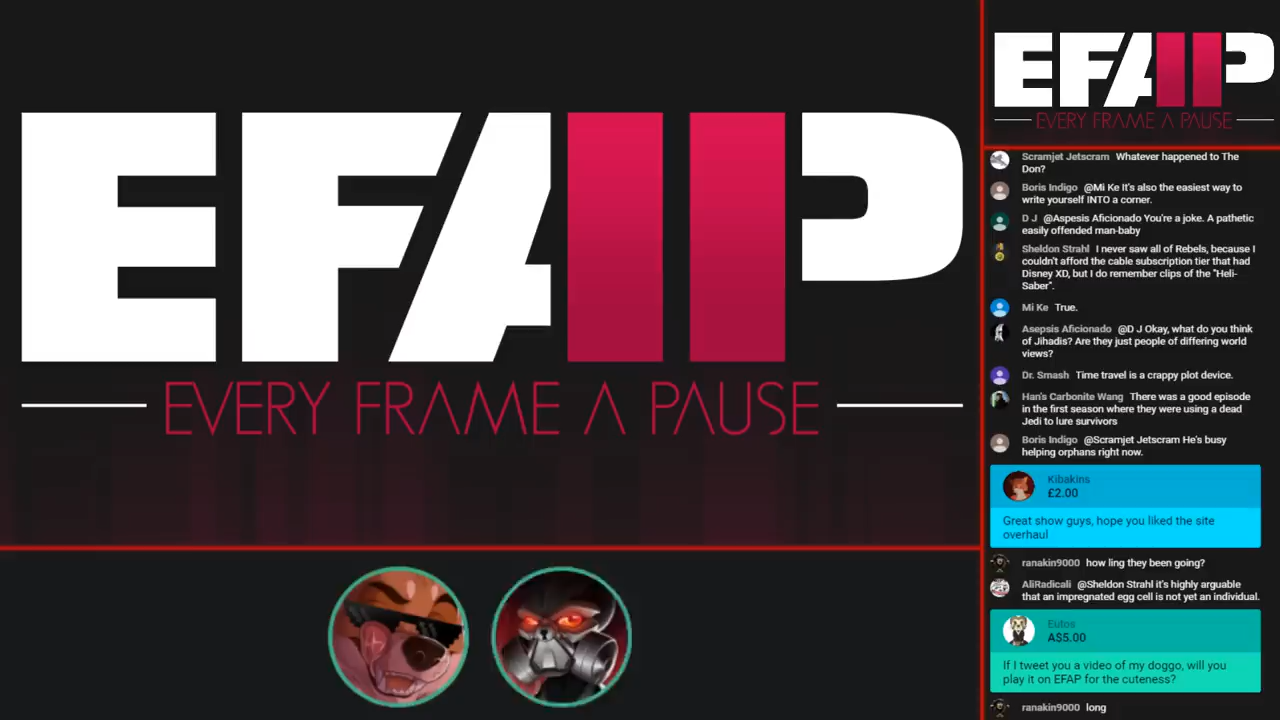 EFAP
EVERY FRAME A PAUSE
EFAP
EVERY FRAME A PAUSE
Scramjet Jetscram Whatever happened to The
Don?
Boris Indigo @Mi Ke It's also the easiest way to
write yourself INTO a corner.
D J @Aspesis Aficionado You're a joke. A pathetic
easily offended man-baby
Sheldon Strahl I never saw all of Rebels, because I
couldn't afford the cable subscription tier that had
Disney XD, but I do remember clips of the "Heli-
Saber".
Mi Ke True.
Asepsis Aficionado @D J Okay, what do you think
of Jihadis? Are they just people of differing world
views?
Dr. Smash Time travel is a crappy plot device.
Han's Carbonite Wang There was a good episode
in the first season where they were using a dead
Jedi to lure survivors
Boris Indigo @Scramjet Jetscram He's busy
helping orphans right now.
Kibakins
£2.00
Great show guys, hope you liked the site
overhaul
ranakin9000 how ling they been going?
AliRadicali @Sheldon Strahl it's highly arguable
that an impregnated egg cell is not yet an individual.
Eutos
A$5.00
If I tweet you a video of my doggo, will you
play it on EFAP for the cuteness?
ranakin9000 long